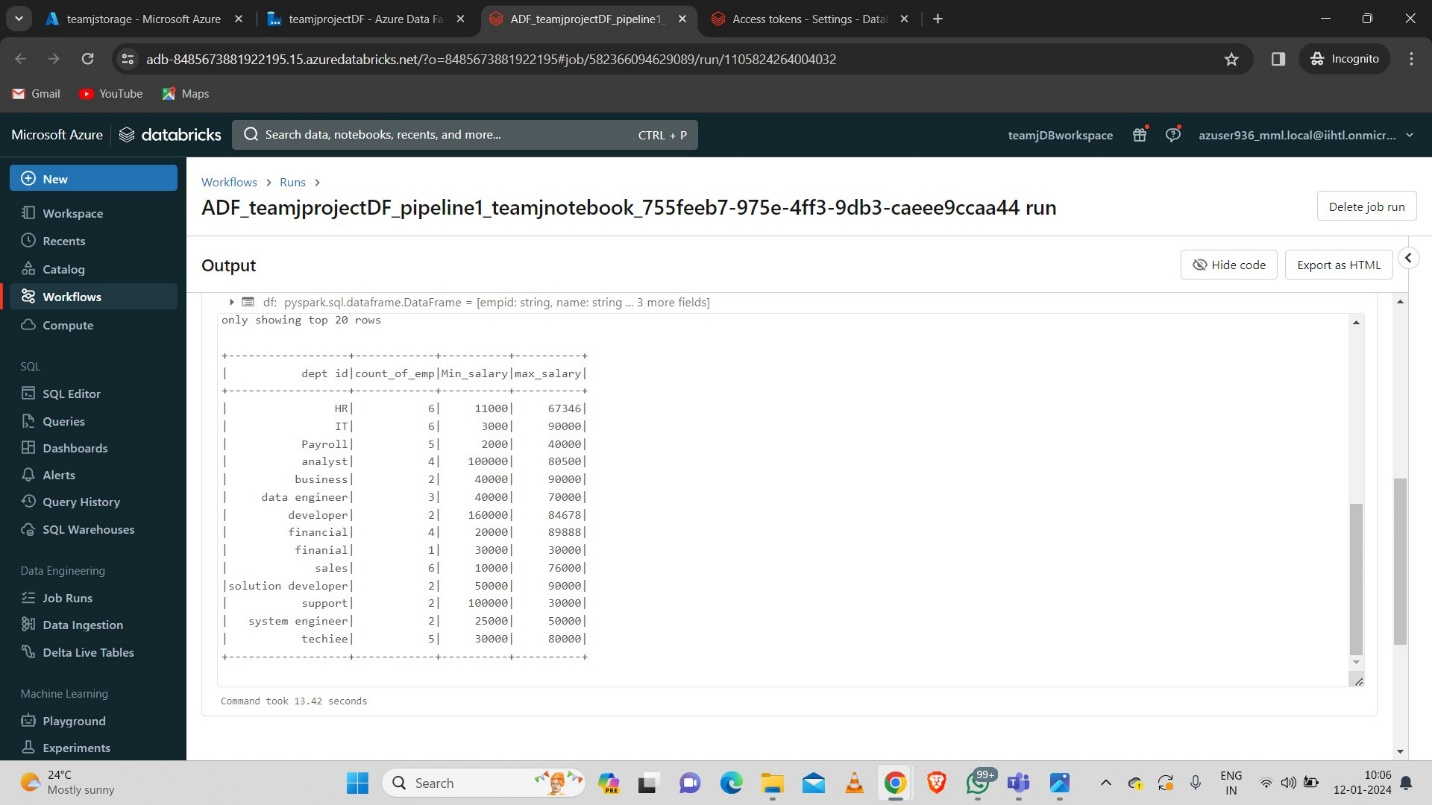 teamjstorage - Microsoft Azure
teamjprojectDF - Azure Data Fa
ADF_teamjprojectDF_pipeline1_
Access tokens - Settings - Datal
adb-8485673881922195.15.azuredatabricks.net/?o=8485673881922195#job/582366094629089/run/1105824264004032
Incognito
Gmail YouTube Maps
Microsoft Azure databricks
Search data, notebooks, recents, and more... CTRL + P
teamjDBworkspace azuser936_mml.local@iihtl.onmicr...
New
Workspace
Recents
Catalog
Workflows
Compute
SQL
SQL Editor
Queries
Dashboards
Alerts
Query History
SQL Warehouses
Data Engineering
Job Runs
Data Ingestion
Delta Live Tables
Machine Learning
Playground
Experiments
Workflows > Runs >
ADF_teamjprojectDF_pipeline1_teamjnotebook_755feeb7-975e-4ff3-9db3-caeee9ccaa44 run
Delete job run
Output
Hide code Export as HTML
df: pyspark.sql.dataframe.DataFrame = [empid: string, name: string ... 3 more fields]
only showing top 20 rows
+-----------------+------------+----------+----------+
| dept id|count_of_emp|Min_salary|max_salary|
+-----------------+------------+----------+----------+
| HR| 6| 11000| 67346|
| IT| 6| 3000| 90000|
| Payroll| 5| 2000| 40000|
| analyst| 4| 100000| 80500|
| business| 2| 40000| 90000|
| data engineer| 3| 40000| 70000|
| developer| 2| 160000| 84678|
| financial| 4| 20000| 89888|
| finanial| 1| 30000| 30000|
| sales| 6| 10000| 76000|
|solution developer| 2| 50000| 90000|
| support| 2| 100000| 30000|
| system engineer| 2| 25000| 50000|
| techiee| 5| 30000| 80000|
+-----------------+------------+----------+----------+
Command took 13.42 seconds
24°C
Mostly sunny
Search
PRE
99+
ENG
IN
10:06
12-01-2024